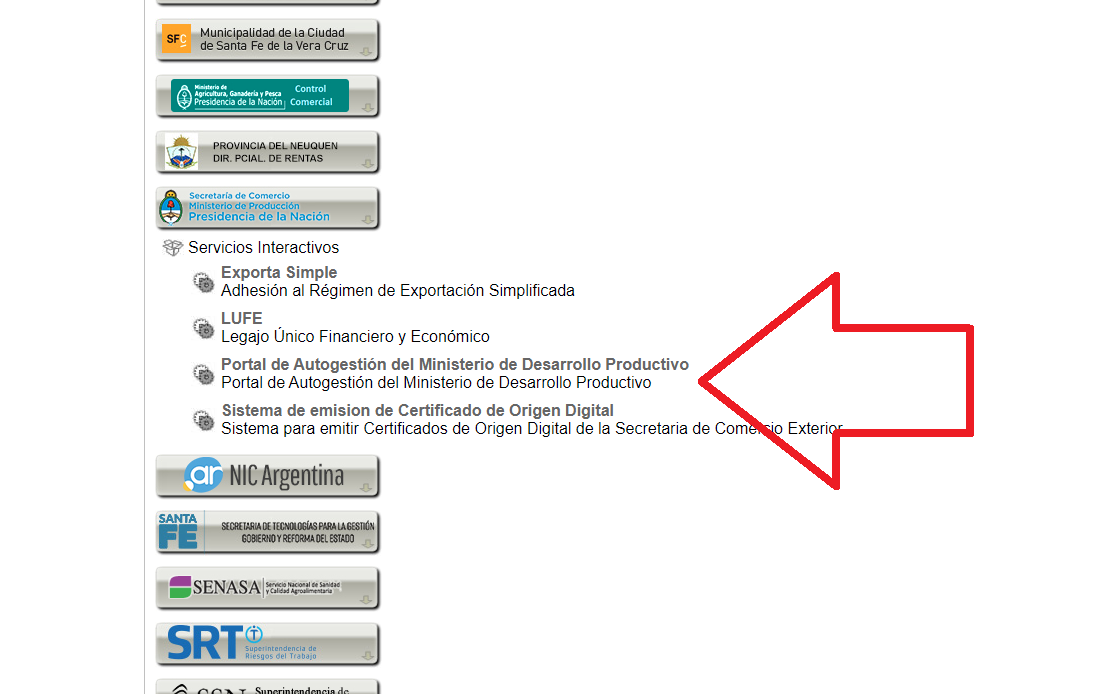 SFC
Municipalidad de la Ciudad
de Santa Fe de la Vera Cruz
Ministerio de
Agricultura, Ganadería y Pesca
Presidencia de la Nación
Control
Comercial
PROVINCIA DEL NEUQUEN
DIR. PCIAL. DE RENTAS
Secretaría de Comercio
Ministerio de Producción
Presidencia de la Nación
Servicios Interactivos
Exporta Simple
Adhesión al Régimen de Exportación Simplificada
LUFE
Legajo Único Financiero y Económico
Portal de Autogestión del Ministerio de Desarrollo Productivo
Portal de Autogestión del Ministerio de Desarrollo Productivo
Sistema de emision de Certificado de Origen Digital
Sistema para emitir Certificados de Origen Digital de la Secretaria de Comercio Exterior
ar NIC Argentina
SANTA
FE
SECRETARIA DE TECNOLOGÍAS PARA LA GESTIÓN
GOBIERNO Y REFORMA DEL ESTADO
SENASA
Servicio Nacional de Sanidad
y Calidad Agroalimentaria
SRT
Superintendencia de
Riesgos del Trabajo
Superintendencia de